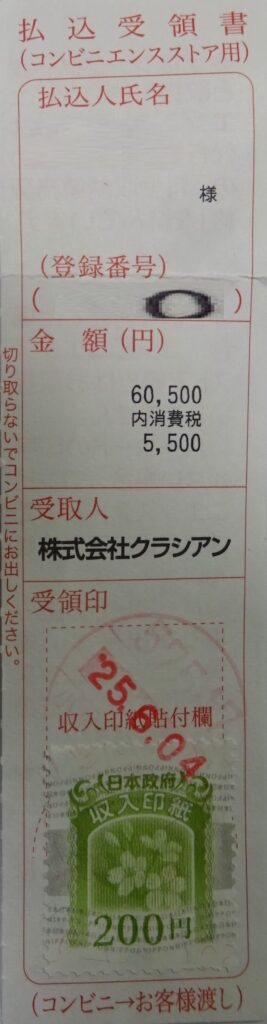 払込受領書
(コンビニエンスストア用)
払込人氏名
様
(登録番号)
( )
金 額(円)
60,500
内消費税
5,500
受取人
株式会社クラシアン
受領印
収入印紙貼付欄
25.6.04
日本政府
収入印紙
200円
(コンビニ→お客様渡し)
切り取らないでコンビニにお出しください。